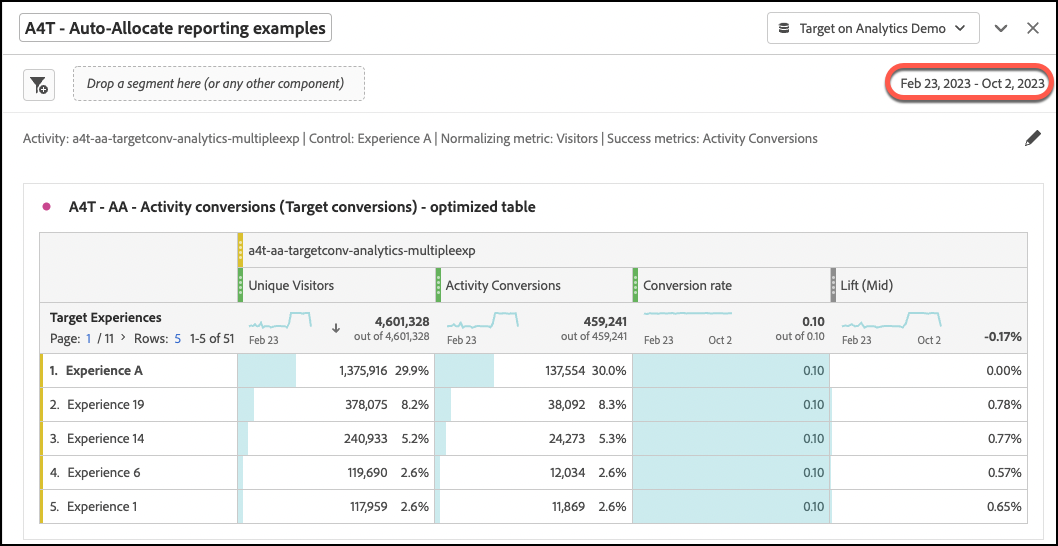 A4T - Auto-Allocate reporting examples
Target on Analytics Demo
Drop a segment here (or any other component)
Feb 23, 2023 - Oct 2, 2023
Activity: a4t-aa-targetconv-analytics-multipleexp | Control: Experience A | Normalizing metric: Visitors | Success metrics: Activity Conversions
A4T - AA - Activity conversions (Target conversions) - optimized table
a4t-aa-targetconv-analytics-multipleexp
Unique Visitors Activity Conversions Conversion rate Lift (Mid)
Target Experiences 4,601,328 459,241 0.10
Page: 1 / 11 > Rows: 5 1-5 of 51 Feb 23 out of 4,601,328 Feb 23 out of 459,241 Feb 23 Oct 2 out of 0.10 Feb 23 Oct 2 -0.17%
1. Experience A 1,375,916 29.9% 137,554 30.0% 0.10 0.00%
2. Experience 19 378,075 8.2% 38,092 8.3% 0.10 0.78%
3. Experience 14 240,933 5.2% 24,273 5.3% 0.10 0.77%
4. Experience 6 119,690 2.6% 12,034 2.6% 0.10 0.57%
5. Experience 1 117,959 2.6% 11,869 2.6% 0.10 0.65%